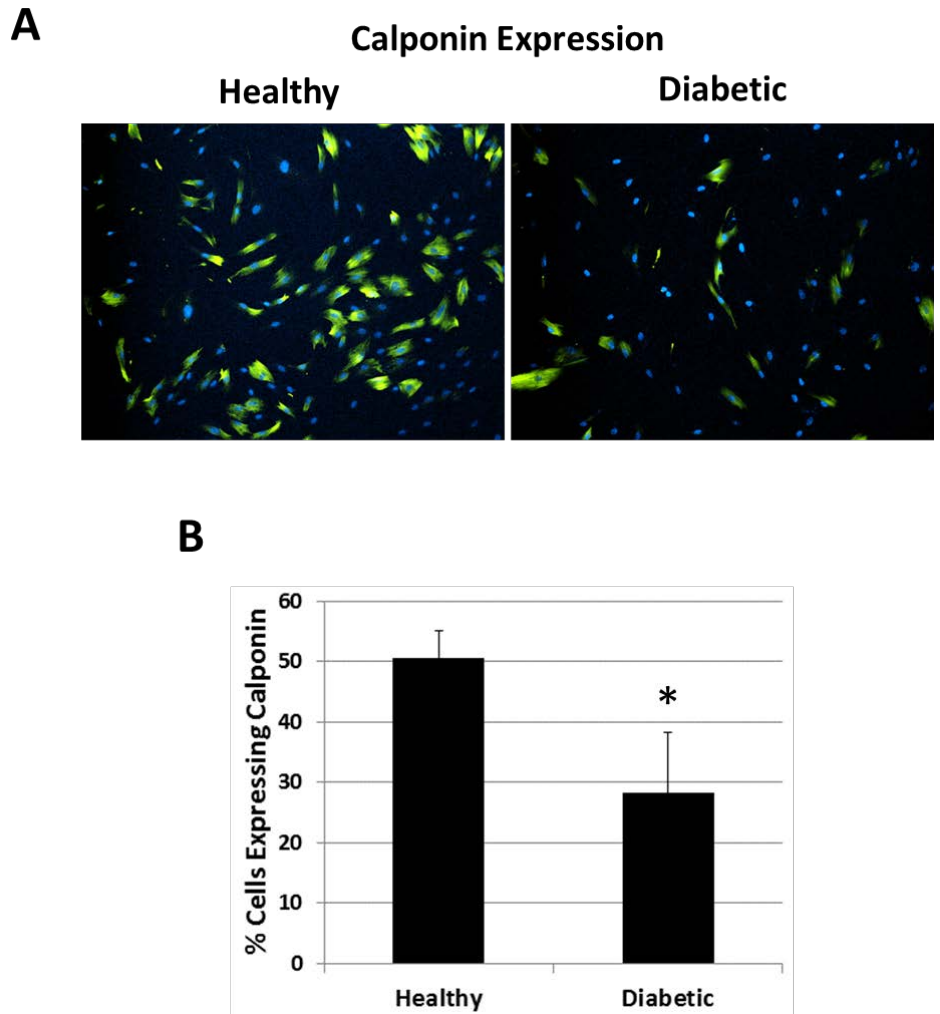 A
Calponin Expression
Healthy
Diabetic
B
% Cells Expressing Calponin
60
50
40
30
20
10
0
*
Healthy
Diabetic